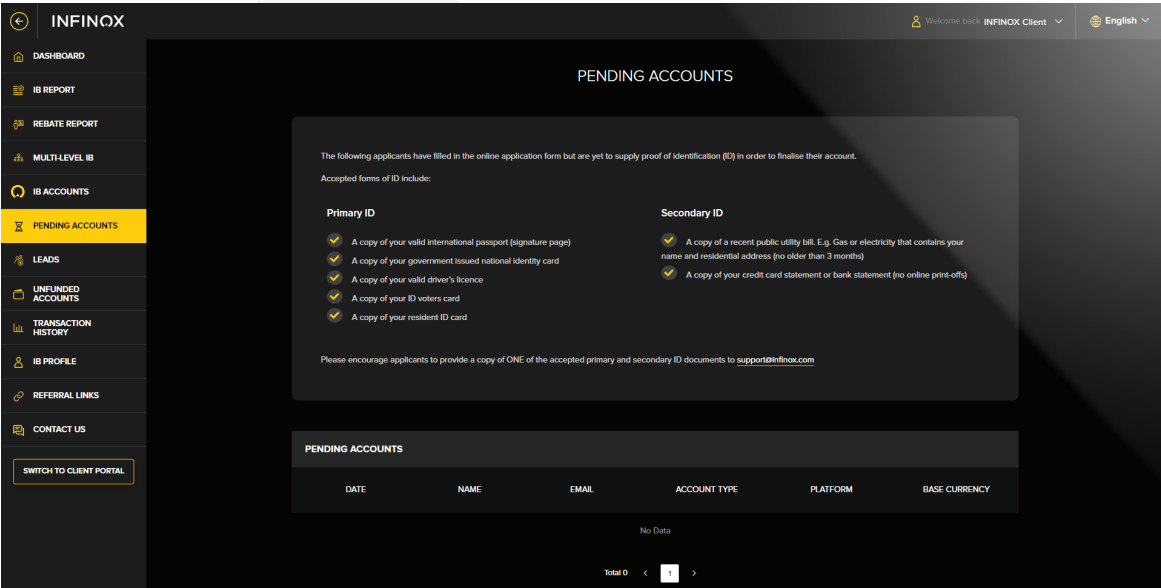 INFINOX
Welcome back INFINOX Client
English
DASHBOARD
IB REPORT
REBATE REPORT
MULTI-LEVEL IB
IB ACCOUNTS
PENDING ACCOUNTS
LEADS
UNFUNDED
ACCOUNTS
TRANSACTION
HISTORY
IB PROFILE
REFERRAL LINKS
CONTACT US
SWITCH TO CLIENT PORTAL
PENDING ACCOUNTS
The following applicants have filled in the online application form but are yet to supply proof of identification (ID) in order to finalise their account.
Accepted forms of ID include:
Primary ID
A copy of your valid international passport (signature page)
A copy of your government issued national identity card
A copy of your valid driver's licence
A copy of your ID voters card
A copy of your resident ID card
Secondary ID
A copy of a recent public utility bill. E.g. Gas or electricity that contains your
name and residential address (no older than 3 months)
A copy of your credit card statement or bank statement (no online print-offs)
Please encourage applicants to provide a copy of ONE of the accepted primary and secondary ID documents to support@infinox.com
PENDING ACCOUNTS
DATE NAME EMAIL ACCOUNT TYPE PLATFORM BASE CURRENCY
No Data
Total 0 < 1 >